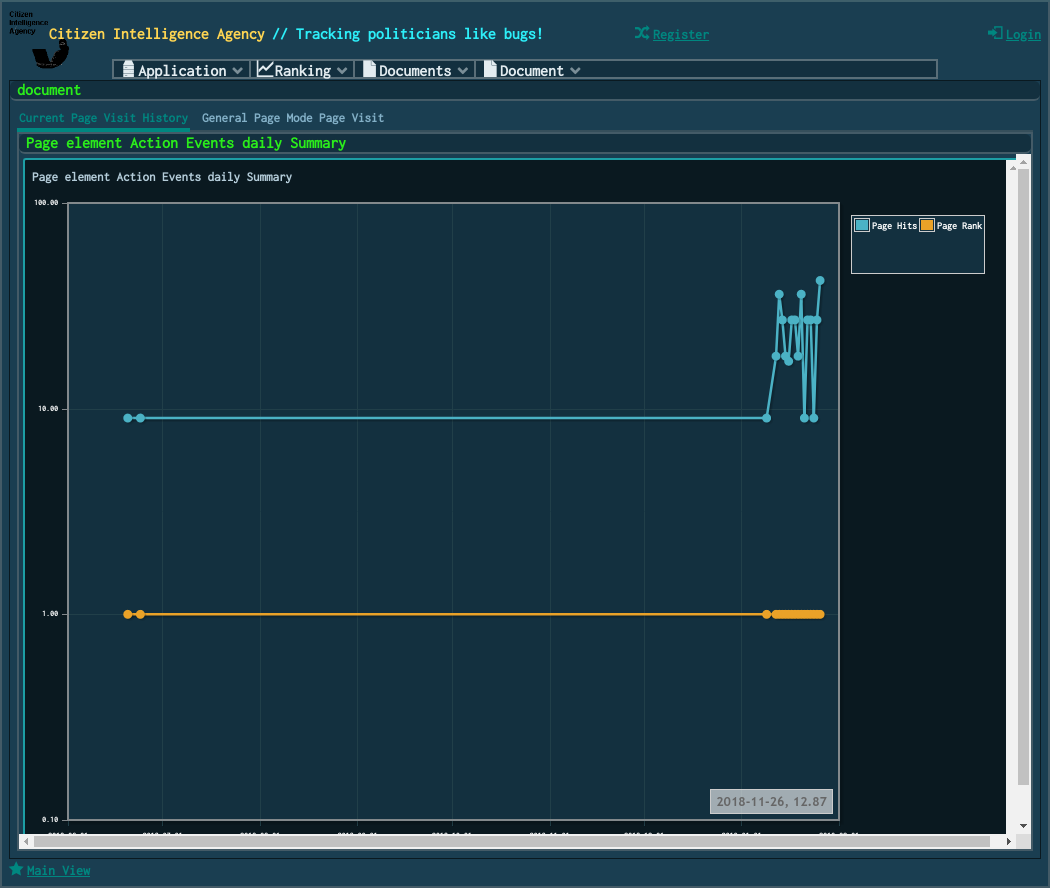 Citizen
Intelligence
Agency
Citizen Intelligence Agency // Tracking politicians like bugs!
Register
Login
Application
Ranking
Documents
Document
document
Current Page Visit History
General Page Mode Page Visit
Page element Action Events daily Summary
Page element Action Events daily Summary
100.00
Page Hits
Page Rank
10.00
1.00
2018-11-26, 12.87
0.10
Main View